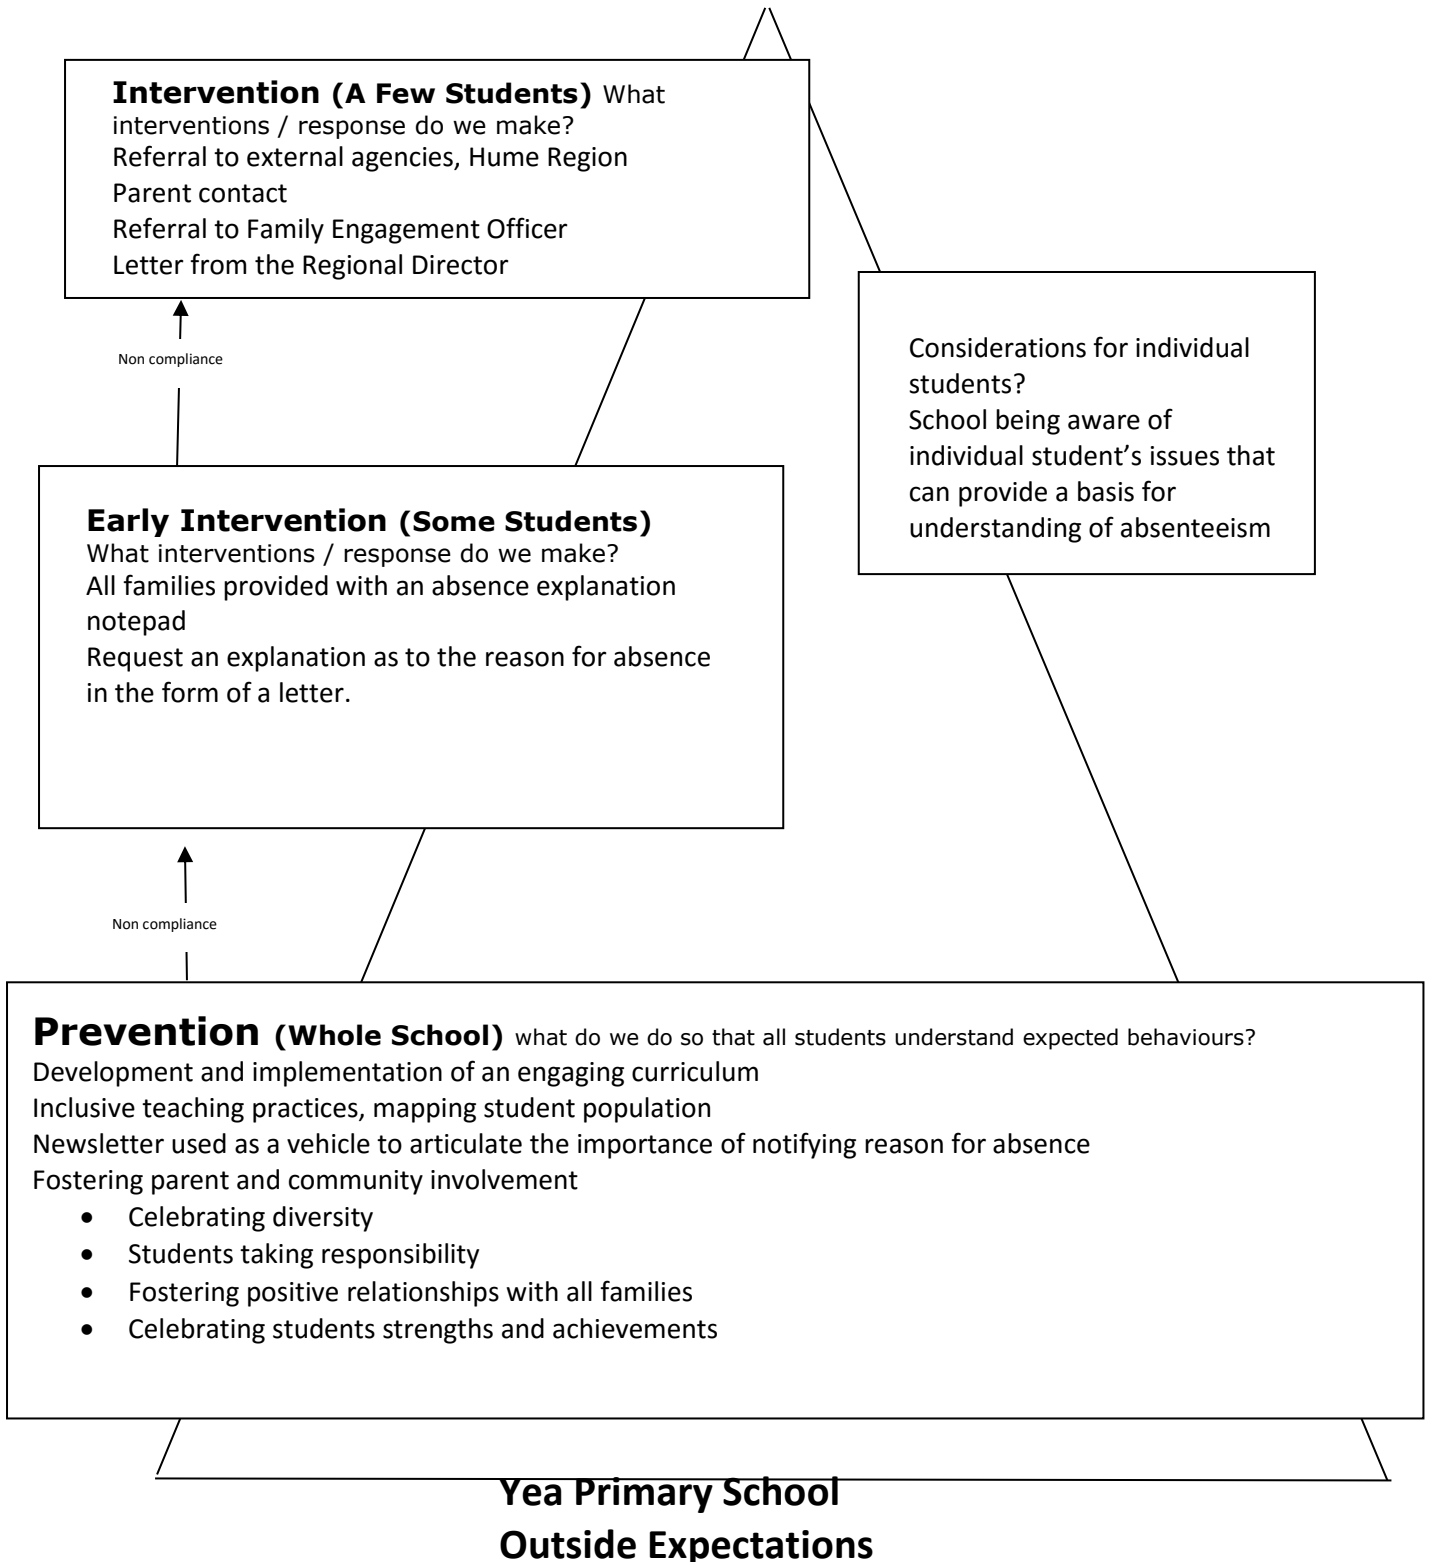 Intervention (A Few Students) What
interventions / response do we make?
Referral to external agencies, Hume Region
Parent contact
Referral to Family Engagement Officer
Letter from the Regional Director
Non compliance
Considerations for individual
students?
School being aware of
individual student’s issues that
can provide a basis for
understanding of absenteeism
Early Intervention (Some Students)
What interventions / response do we make?
All families provided with an absence explanation
notepad
Request an explanation as to the reason for absence
in the form of a letter.
Non compliance
Prevention (Whole School) what do we do so that all students understand expected behaviours?
Development and implementation of an engaging curriculum
Inclusive teaching practices, mapping student population
Newsletter used as a vehicle to articulate the importance of notifying reason for absence
Fostering parent and community involvement
• Celebrating diversity
• Students taking responsibility
• Fostering positive relationships with all families
• Celebrating students strengths and achievements
Yea Primary School
Outside Expectations